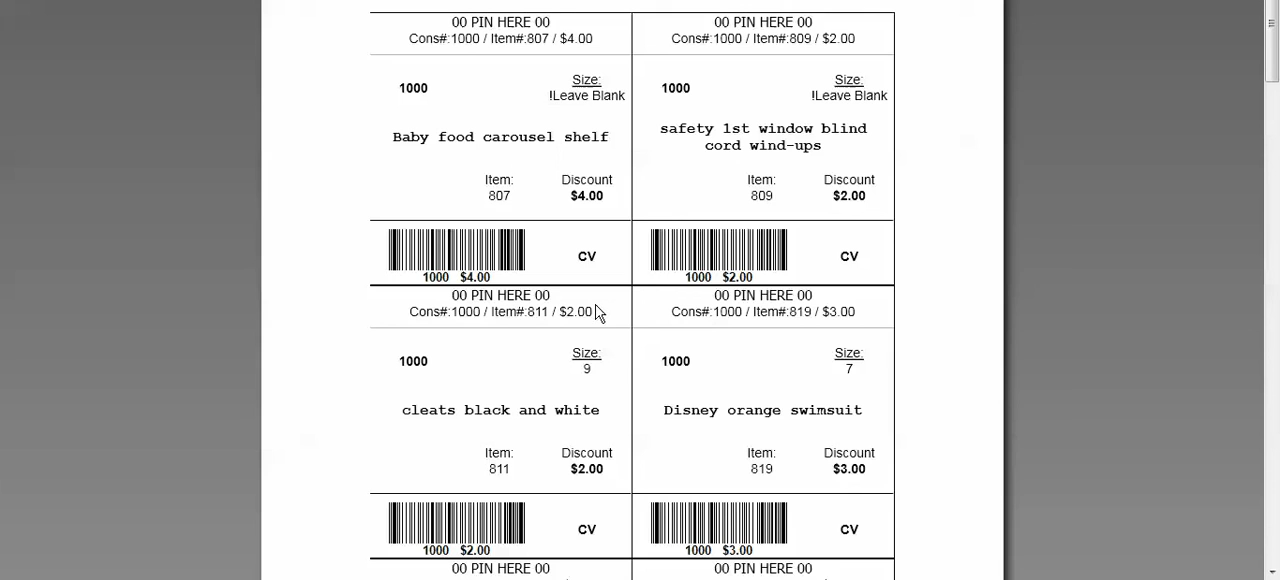 00 PIN HERE 00
Cons#:1000 / Item#:807 / $4.00
1000
Size:
!Leave Blank
Baby food carousel shelf
Item:
807
Discount
$4.00
1000 $4.00
CV
00 PIN HERE 00
Cons#:1000 / Item#:809 / $2.00
1000
Size:
!Leave Blank
safety 1st window blind
cord wind-ups
Item:
809
Discount
$2.00
1000 $2.00
CV
00 PIN HERE 00
Cons#:1000 / Item#:811 / $2.00
1000
Size:
9
cleats black and white
Item:
811
Discount
$2.00
1000 $2.00
CV
00 PIN HERE 00
Cons#:1000 / Item#:819 / $3.00
1000
Size:
7
Disney orange swimsuit
Item:
819
Discount
$3.00
1000 $3.00
CV
00 PIN HERE 00
00 PIN HERE 00